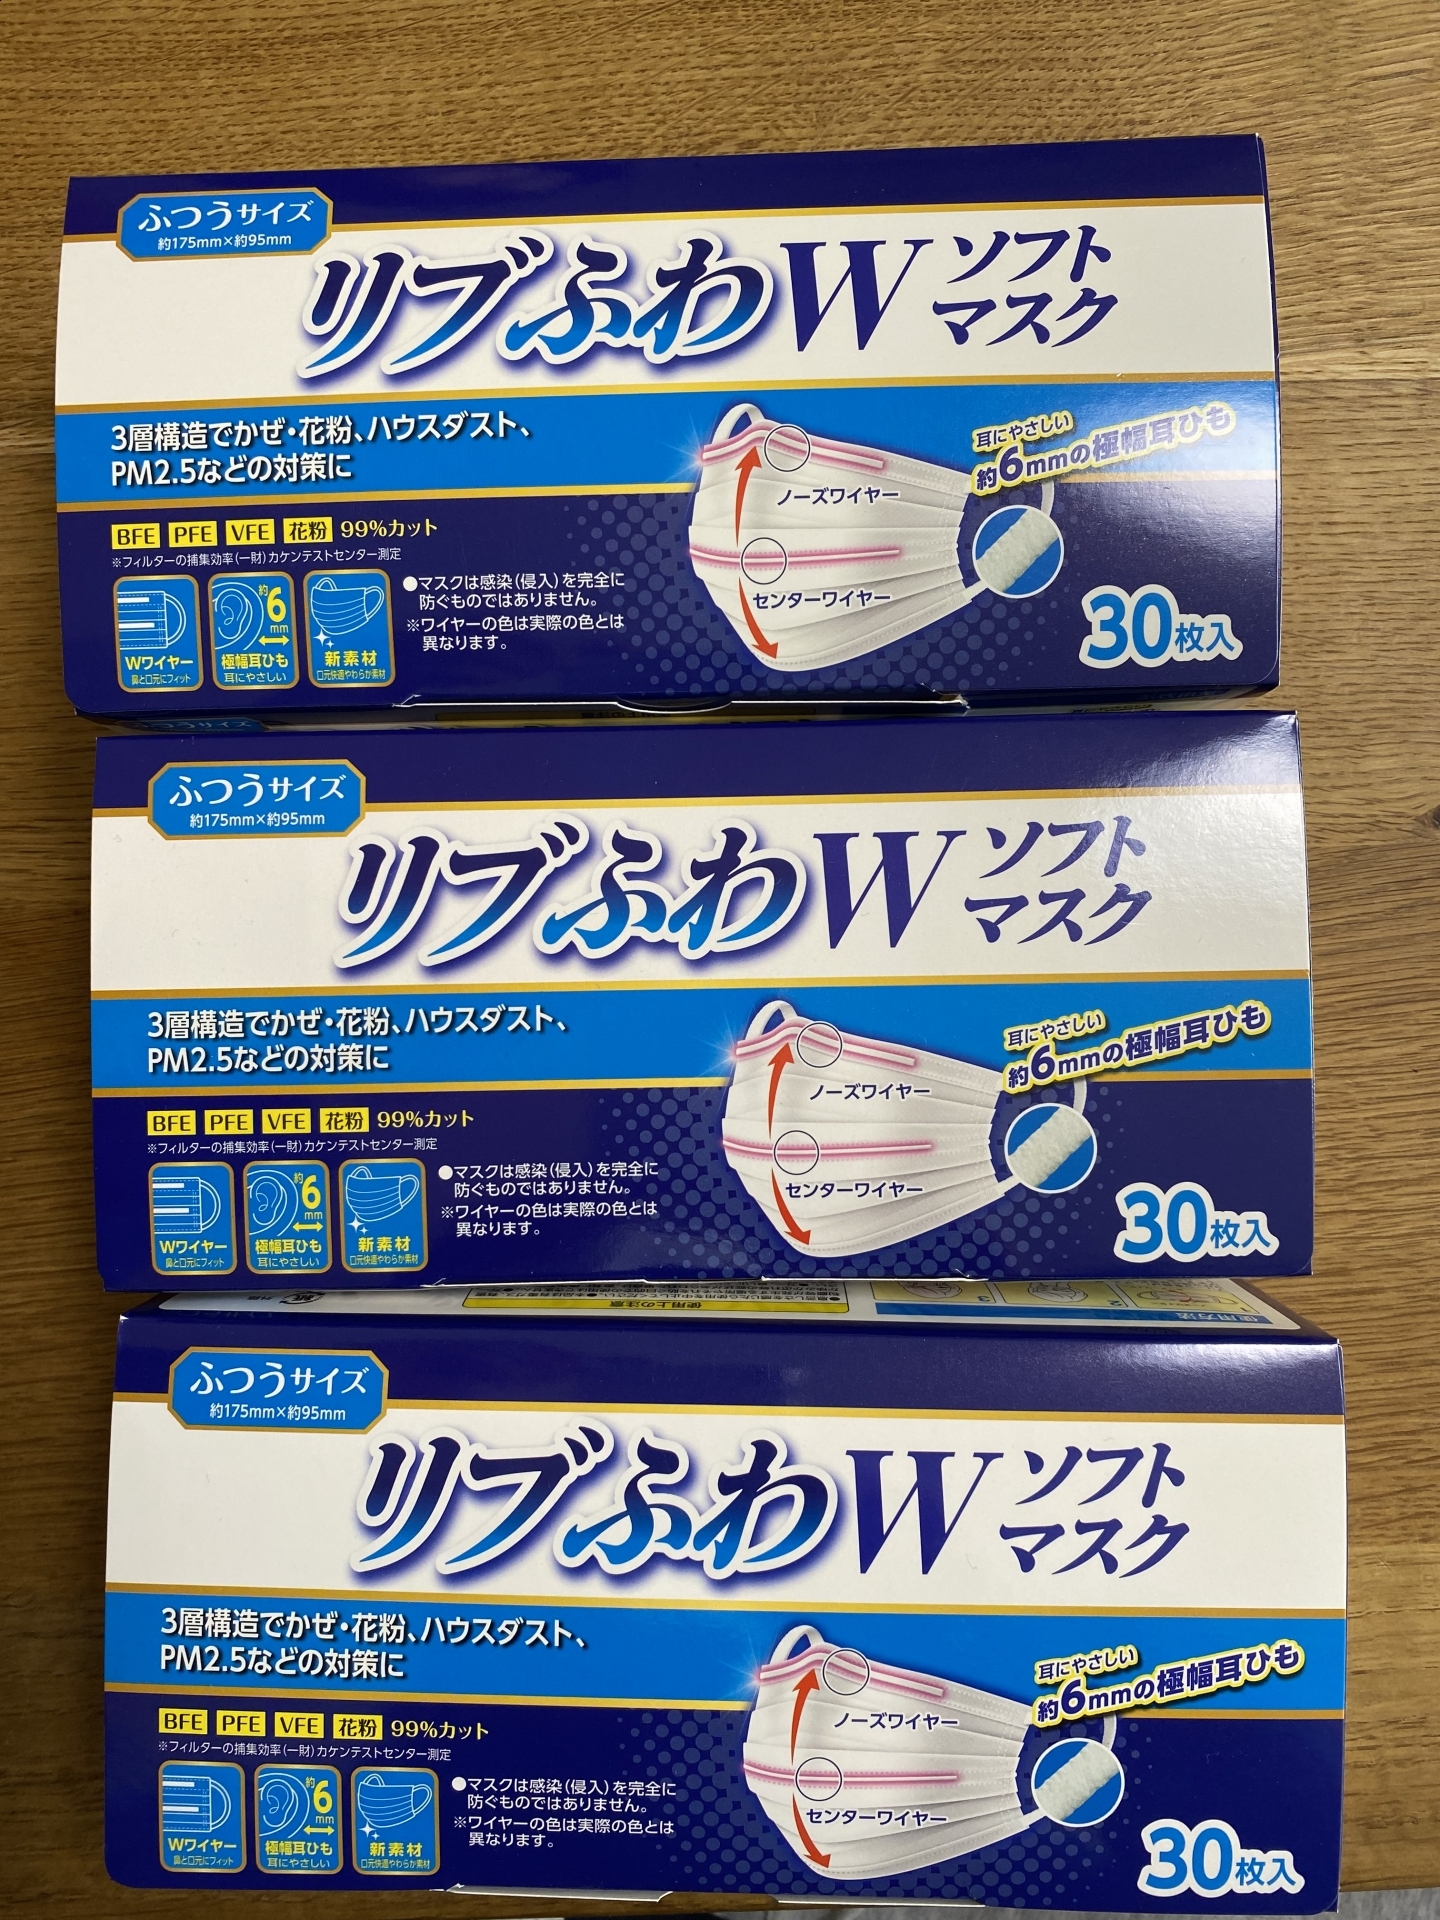 ふつうサイズ
約175mm×約95mm
リブふわWソフトマスク
3層構造でかぜ・花粉、ハウスダスト、
PM2.5などの対策に
耳にやさしい
約6mmの極幅耳ひも
ノーズワイヤー
センターワイヤー
BFE PFE VFE 花粉 99%カット
※フィルターの捕集効率(一財)カケンテストセンター測定
Wワイヤー
鼻と口元にフィット
約6mm
極幅耳ひも
耳にやさしい
新素材
口元快適やわらか素材
●マスクは感染(侵入)を完全に
防ぐものではありません。
※ワイヤーの色は実際の色とは
異なります。
30枚入
ふつうサイズ
ふつうサイズ
約175mm×約95mm
リブふわWソフトマスク
3層構造でかぜ・花粉、ハウスダスト、
PM2.5などの対策に
耳にやさしい
約6mmの極幅耳ひも
ノーズワイヤー
センターワイヤー
BFE PFE VFE 花粉 99%カット
※フィルターの捕集効率(一財)カケンテストセンター測定
Wワイヤー
鼻と口元にフィット
約6mm
極幅耳ひも
耳にやさしい
新素材
口元快適やわらか素材
●マスクは感染(侵入)を完全に
防ぐものではありません。
※ワイヤーの色は実際の色とは
異なります。
30枚入
使用上の注意
使用方法
1
2
3
ふつうサイズ
約175mm×約95mm
リブふわWソフトマスク
3層構造でかぜ・花粉、ハウスダスト、
PM2.5などの対策に
耳にやさしい
約6mmの極幅耳ひも
ノーズワイヤー
センターワイヤー
BFE PFE VFE 花粉 99%カット
※フィルターの捕集効率(一財)カケンテストセンター測定
Wワイヤー
鼻と口元にフィット
約6mm
極幅耳ひも
耳にやさしい
新素材
口元快適やわらか素材
●マスクは感染(侵入)を完全に
防ぐものではありません。
※ワイヤーの色は実際の色とは
異なります。
30枚入